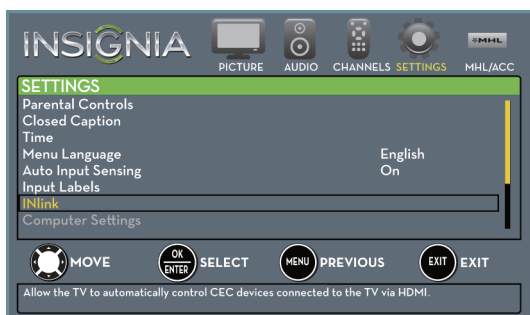 INSIGNIA
PICTURE AUDIO CHANNELS SETTINGS MHL MHL/ACC
SETTINGS
Parental Controls
Closed Caption
Time
Menu Language English
Auto Input Sensing On
Input Labels
INlink
Computer Settings
MOVE OK ENTER SELECT MENU PREVIOUS EXIT EXIT
Allow the TV to automatically control CEC devices connected to the TV via HDMI.